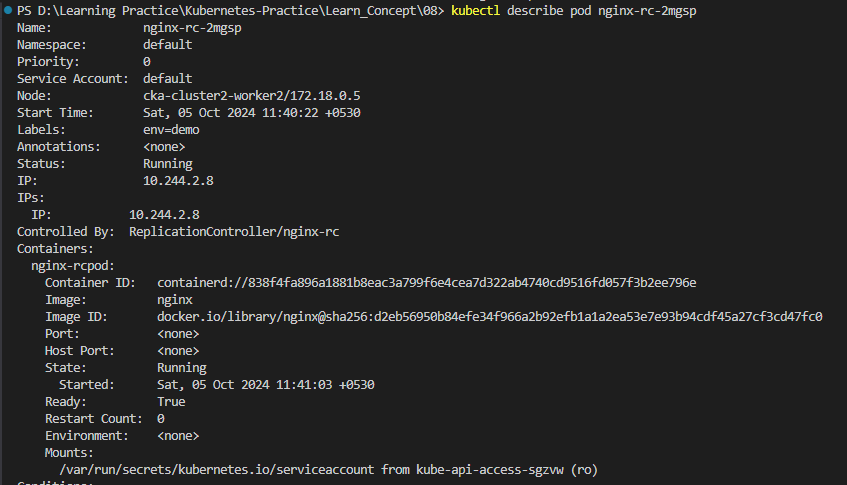 PS D:\Learning Practice\Kubernetes-Practice\Learn_Concept\08> kubectl describe pod nginx-rc-2mgsp
Name:             nginx-rc-2mgsp
Namespace:        default
Priority:         0
Service Account:  default
Node:             cka-cluster2-worker2/172.18.0.5
Start Time:       Sat, 05 Oct 2024 11:40:22 +0530
Labels:           env=demo
Annotations:      <none>
Status:           Running
IP:               10.244.2.8
IPs:
  IP:           10.244.2.8
Controlled By:  ReplicationController/nginx-rc
Containers:
  nginx-rcpod:
    Container ID:   containerd://838f4fa896a1881b8eac3a799f6e4cea7d322ab4740cd9516fd057f3b2ee796e
    Image:          nginx
    Image ID:       docker.io/library/nginx@sha256:d2eb56950b84efe34f966a2b92efb1a1a2ea53e7e93b94cdf45a27cf3cd47fc0
    Port:           <none>
    Host Port:      <none>
    State:          Running
      Started:      Sat, 05 Oct 2024 11:41:03 +0530
    Ready:          True
    Restart Count:  0
    Environment:    <none>
    Mounts:
      /var/run/secrets/kubernetes.io/serviceaccount from kube-api-access-sgzvw (ro)
Conditions: